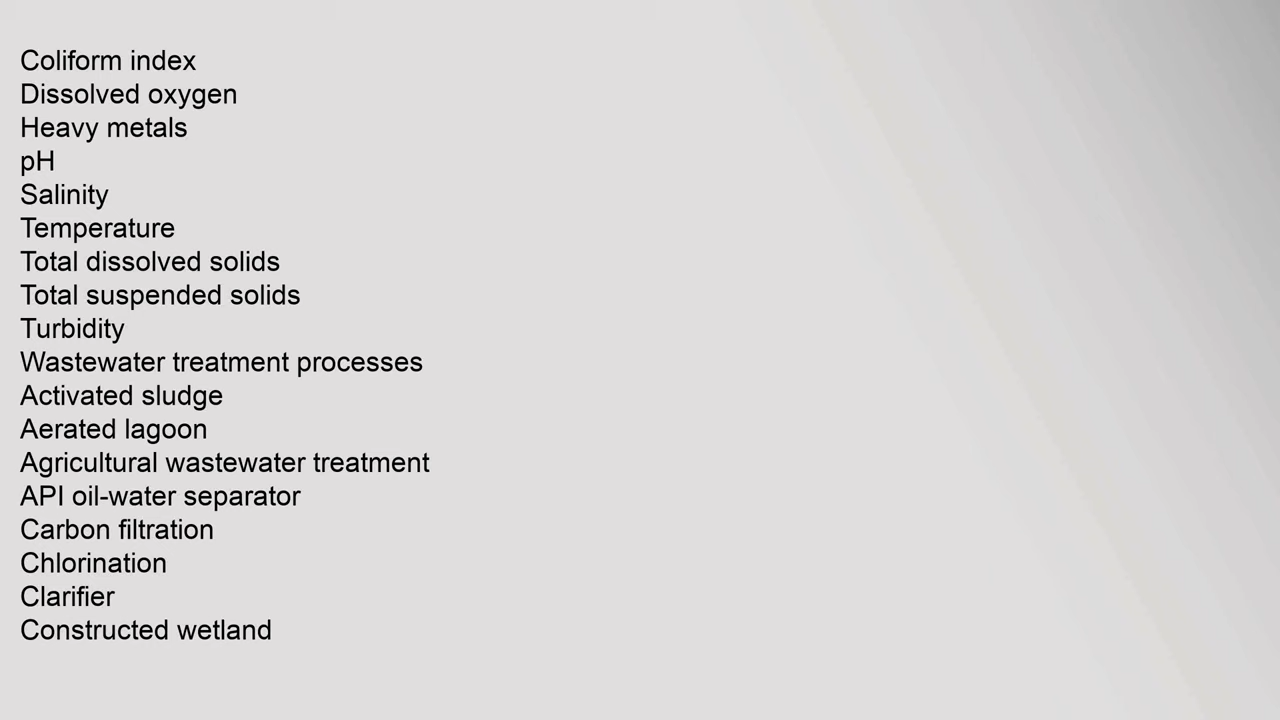 Coliform index
Dissolved oxygen
Heavy metals
pH
Salinity
Temperature
Total dissolved solids
Total suspended solids
Turbidity
Wastewater treatment processes
Activated sludge
Aerated lagoon
Agricultural wastewater treatment
API oil-water separator
Carbon filtration
Chlorination
Clarifier
Constructed wetland